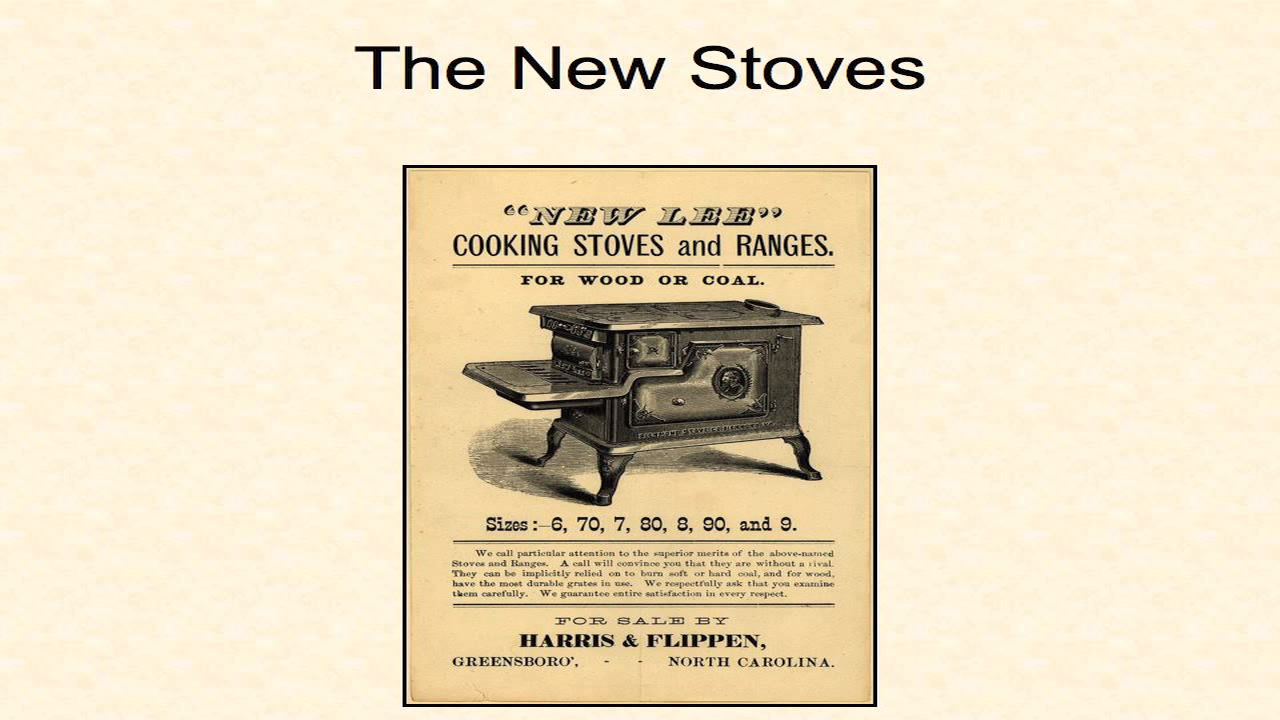 The New Stoves
“NEW LEE”
COOKING STOVES and RANGES.
FOR WOOD OR COAL.
Sizes:–6, 70, 7, 80, 8, 90, and 9.
We call particular attention to the superior merits of the above-named
Stoves and Ranges. A call will convince you that they are without a rival.
They can be implicitly relied on to burn soft or hard coal, and for wood,
have the most durable grates in use. We respectfully ask that you examine
them carefully. We guarantee entire satisfaction in every respect.
FOR SALE BY
HARRIS & FLIPPEN,
GREENSBORO’, - - NORTH CAROLINA.